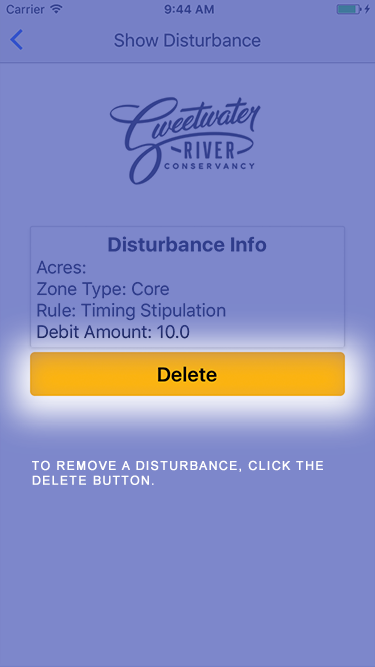 Carrier 9:44 AM
Show Disturbance
Sweetwater
RIVER
CONSERVANCY
Disturbance Info
Acres:
Zone Type: Core
Rule: Timing Stipulation
Debit Amount: 10.0
Delete
TO REMOVE A DISTURBANCE, CLICK THE
DELETE BUTTON.